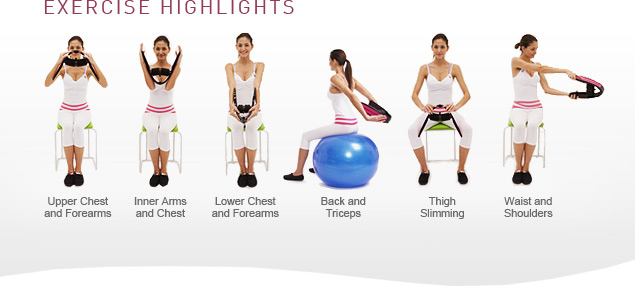 EXERCISE HIGHLIGHTS
Upper Chest
and Forearms
Inner Arms
and Chest
Lower Chest
and Forearms
Back and
Triceps
Thigh
Slimming
Waist and
Shoulders